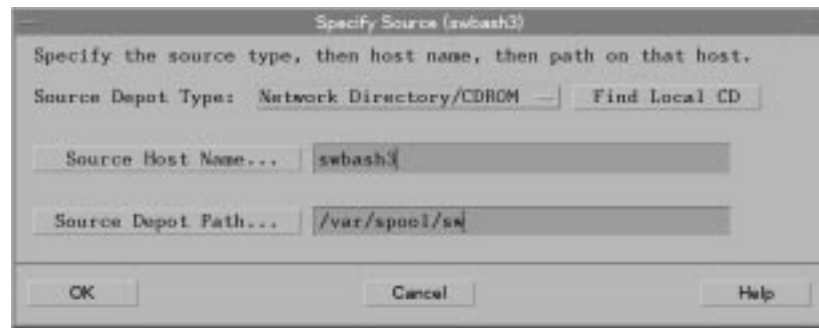 Specify Source (swbash3)
Specify the source type, then host name, then path on that host.
Source Depot Type: Network Directory/CDROM Find Local CD
Source Host Name... swbash3
Source Depot Path... /var/spool/sw
OK Cancel Help